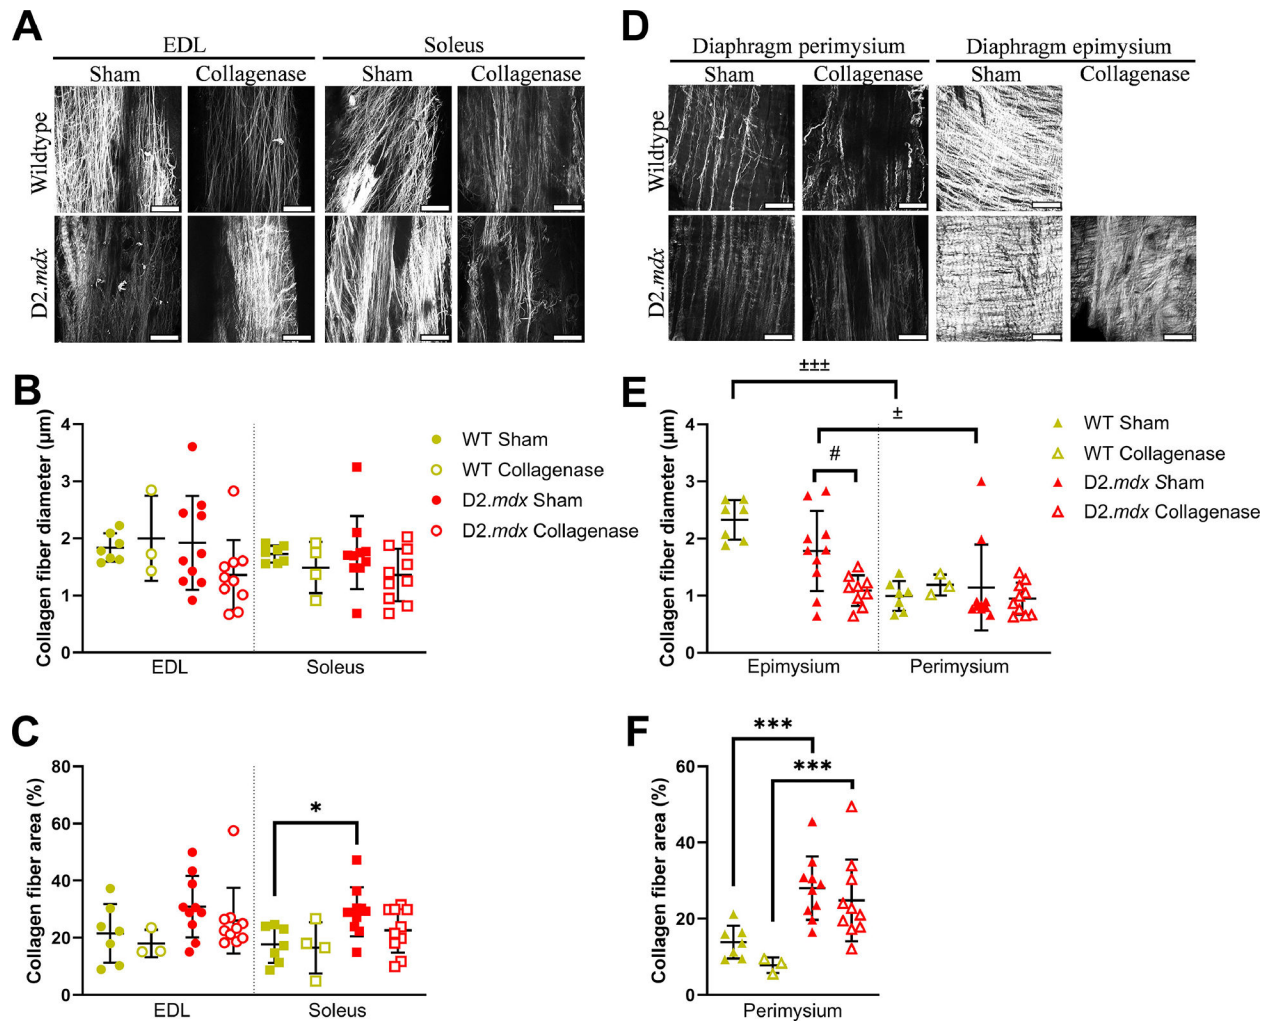 A
EDL
Soleus
Sham
Collagenase
Sham
Collagenase
Wildtype
D2.mdx
D
Diaphragm perimysium
Diaphragm epimysium
Sham
Collagenase
Sham
Collagenase
Wildtype
D2.mdx
B
Collagen fiber diameter (µm)
4
3
2
1
0
EDL
Soleus
WT Sham
WT Collagenase
D2.mdx Sham
D2.mdx Collagenase
E
Collagen fiber diameter (µm)
4
3
2
1
0
±±±
±
#
Epimysium
Perimysium
WT Sham
WT Collagenase
D2.mdx Sham
D2.mdx Collagenase
C
Collagen fiber area (%)
80
60
40
20
0
*
EDL
Soleus
F
Collagen fiber area (%)
60
40
20
0
***
***
Perimysium